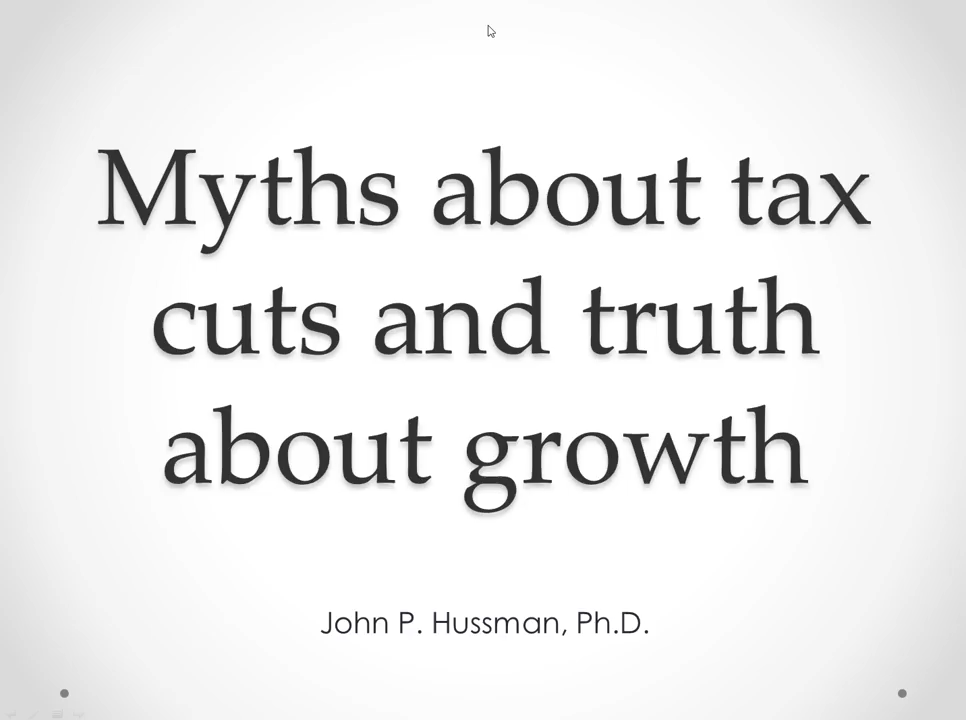 Myths about tax
cuts and truth
about growth
John P. Hussman, Ph.D.